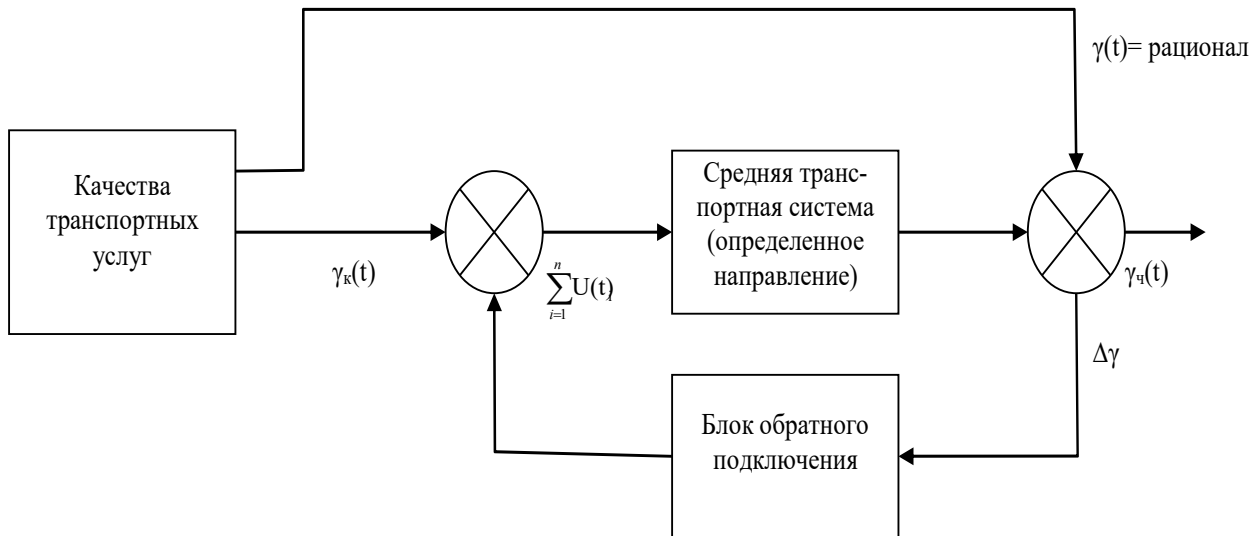 γ(t)= рационал
Качества
транспортных
услуг
γк(t)
n
∑U(t)i
i=1
Средняя транс-
портная система
(определенное
направление)
γч(t)
Δγ
Блок обратного
подключения